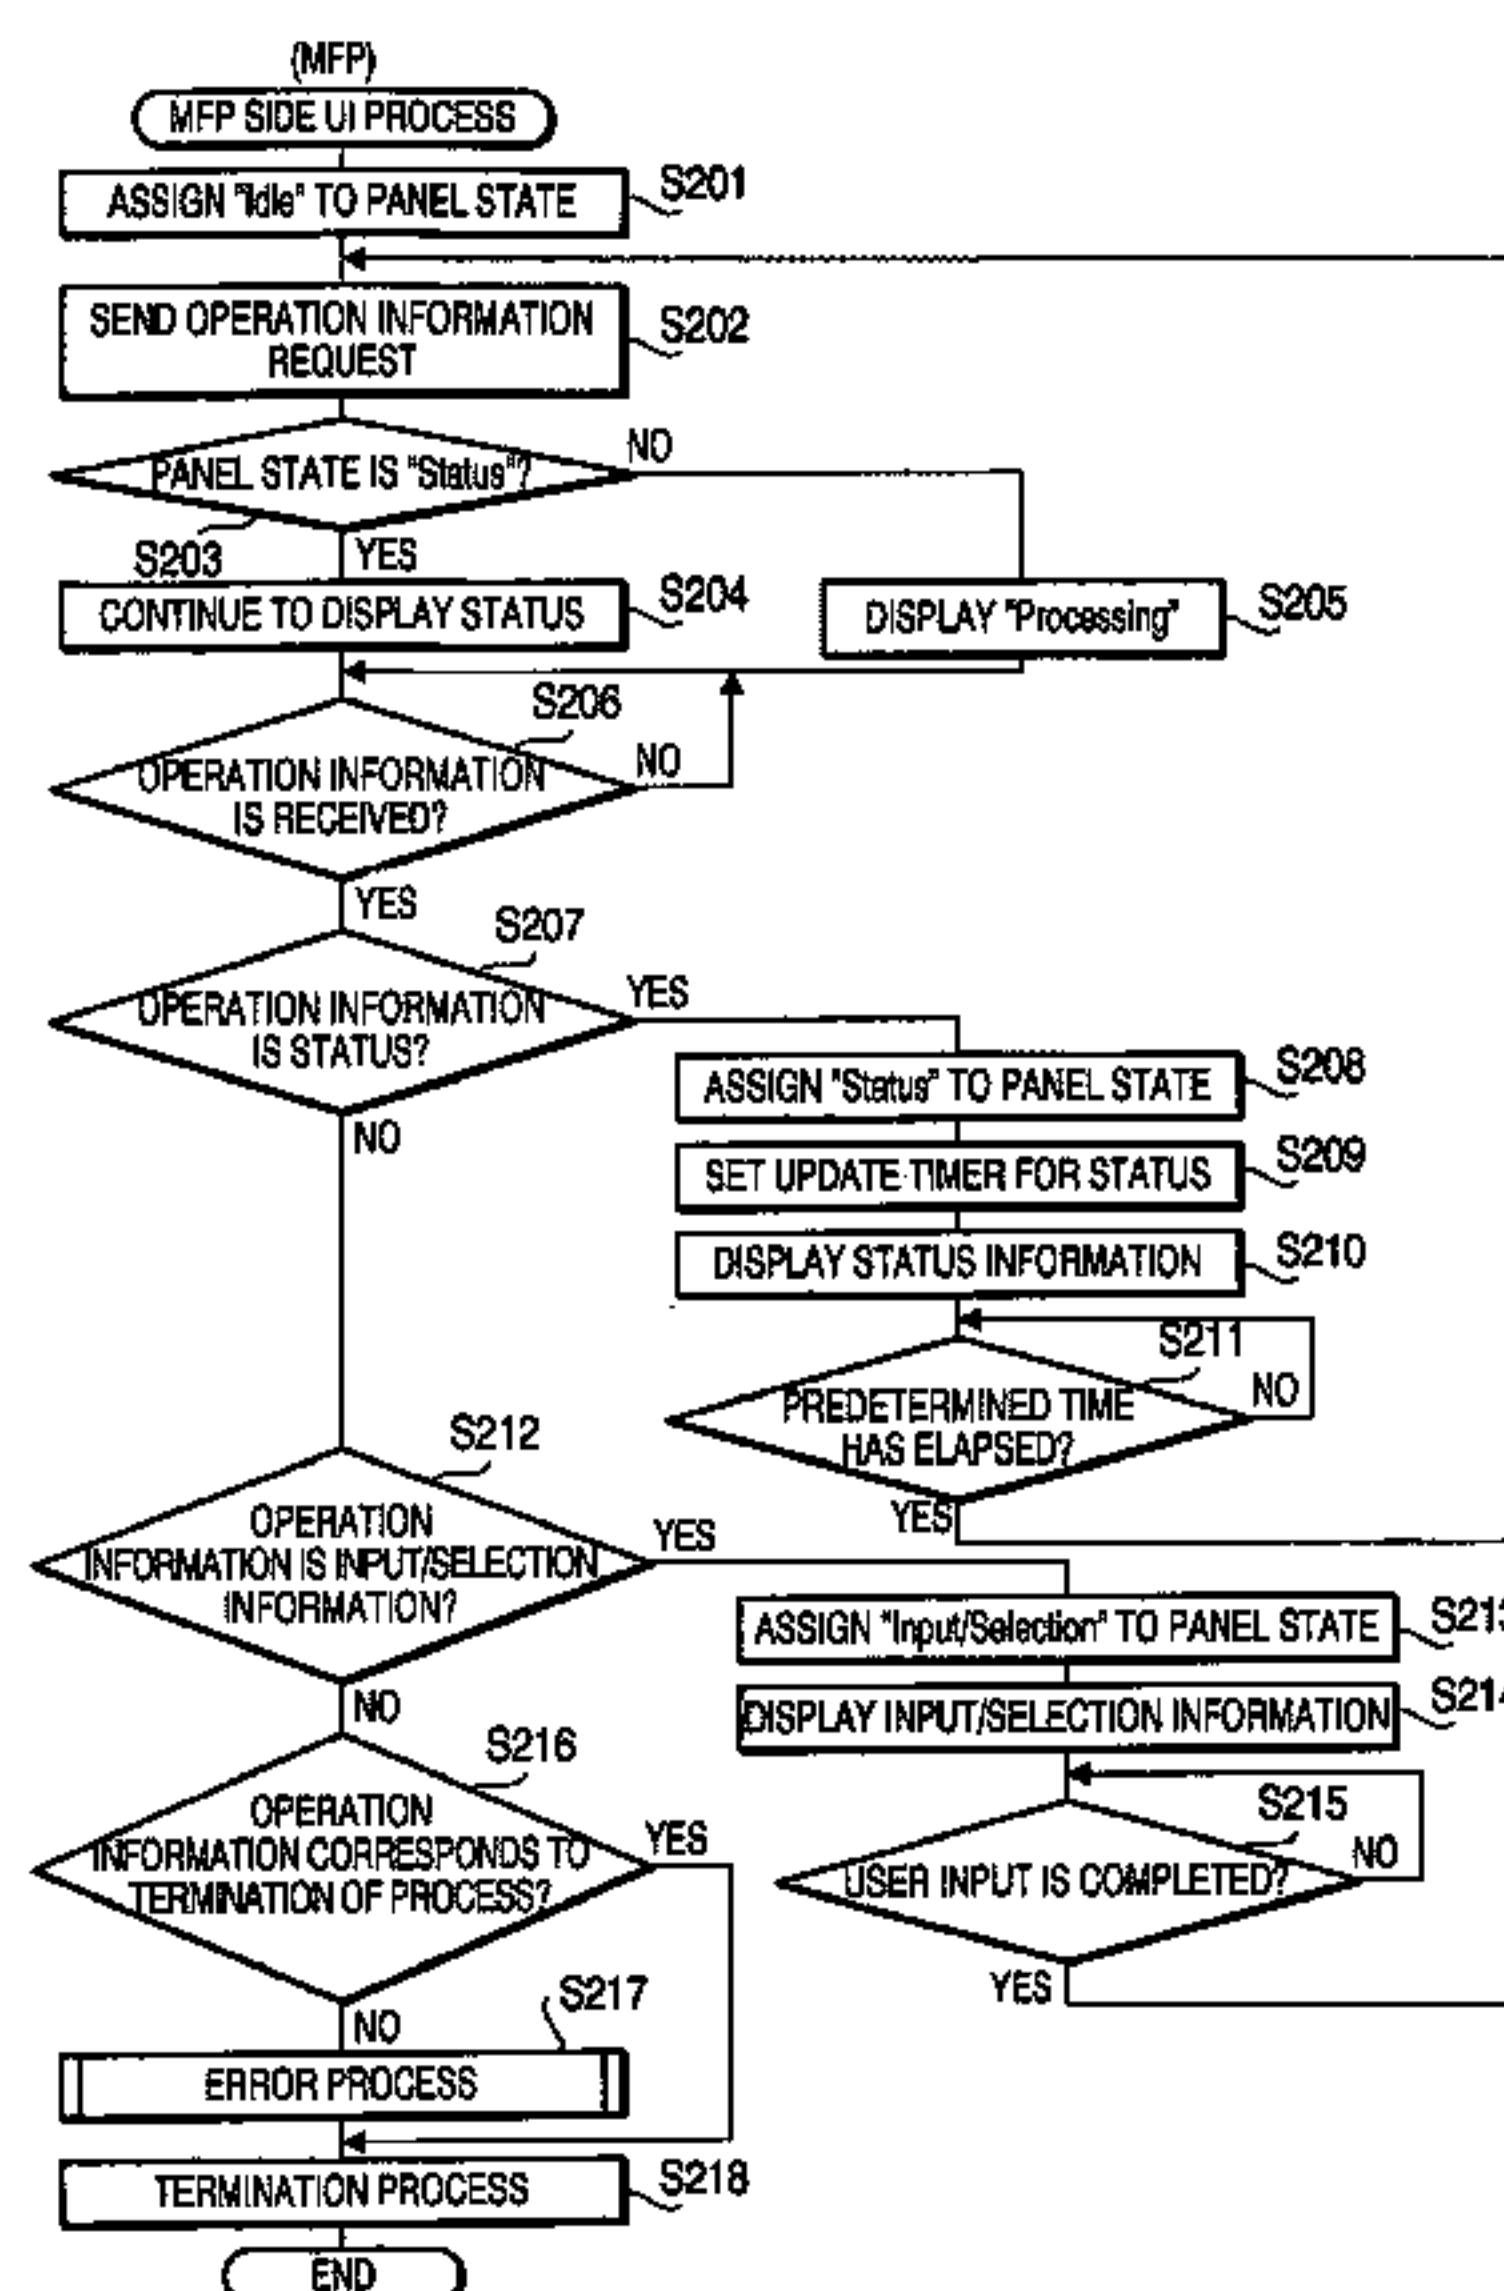 (MFP)
MFP SIDE UI PROCESS
ASSIGN "Idle" TO PANEL STATE
S201
SEND OPERATION INFORMATION
REQUEST
S202
PANEL STATE IS "Status"?
NO
S203
YES
CONTINUE TO DISPLAY STATUS
S204
DISPLAY "Processing"
S205
S206
OPERATION INFORMATION
IS RECEIVED?
NO
YES
S207
OPERATION INFORMATION
IS STATUS?
YES
NO
ASSIGN "Status" TO PANEL STATE
S208
SET UPDATE TIMER FOR STATUS
S209
DISPLAY STATUS INFORMATION
S210
S211
PREDETERMINED TIME
HAS ELAPSED?
NO
YES
S212
OPERATION
INFORMATION IS INPUT/SELECTION
INFORMATION?
YES
NO
ASSIGN "Input/Selection" TO PANEL STATE
S213
DISPLAY INPUT/SELECTION INFORMATION
S214
S215
USER INPUT IS COMPLETED?
NO
YES
S216
OPERATION
INFORMATION CORRESPONDS TO
TERMINATION OF PROCESS?
YES
NO
S217
ERROR PROCESS
TERMINATION PROCESS
S218
END